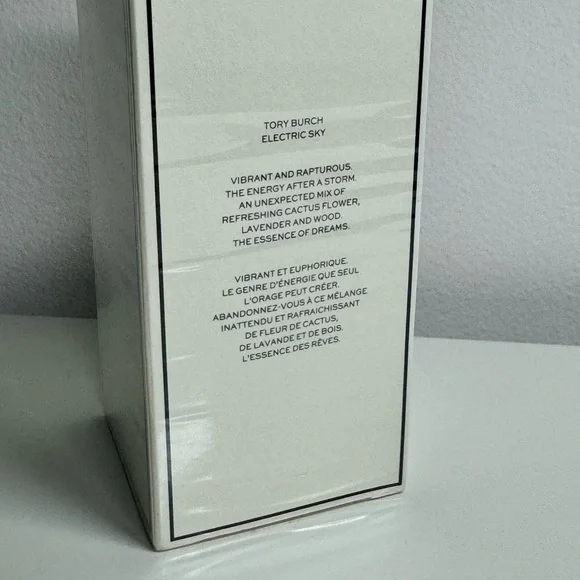 TORY BURCH
ELECTRIC SKY
VIBRANT AND RAPTUROUS.
THE ENERGY AFTER A STORM.
AN UNEXPECTED MIX OF
REFRESHING CACTUS FLOWER,
LAVENDER AND WOOD.
THE ESSENCE OF DREAMS.
VIBRANT ET EUPHORIQUE.
LE GENRE D'ÉNERGIE QUE SEUL
L'ORAGE PEUT CRÉER.
ABANDONNEZ-VOUS À CE MÉLANGE
INATTENDU ET RAFRAICHISSANT
DE FLEUR DE CACTUS,
DE LAVANDE ET DE BOIS.
L'ESSENCE DES RÊVES.